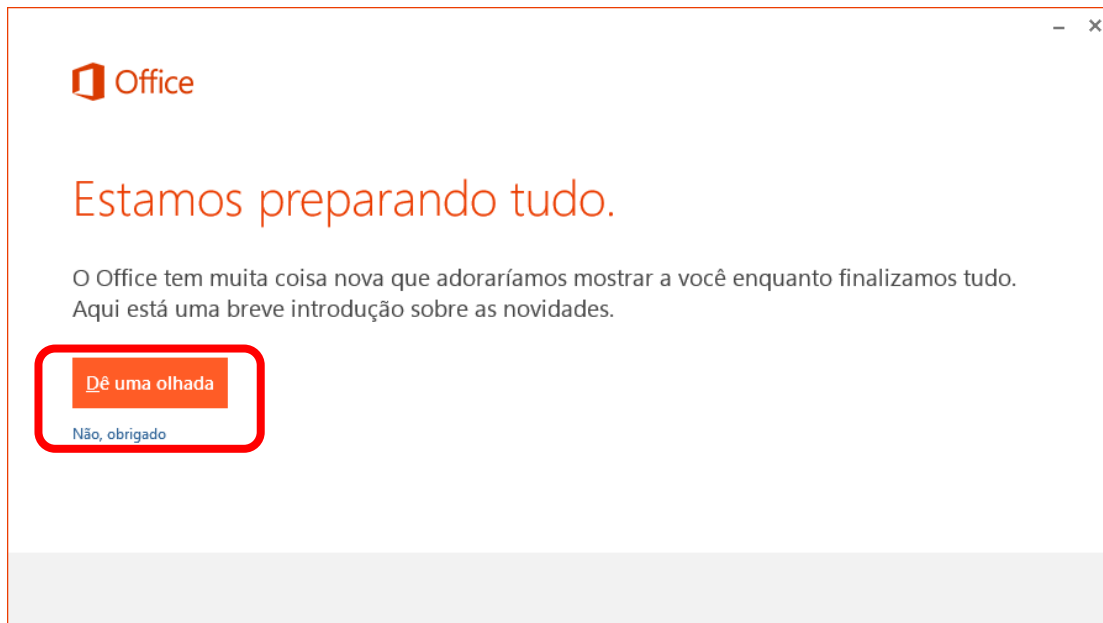 Office
Estamos preparando tudo.
O Office tem muita coisa nova que adoraríamos mostrar a você enquanto finalizamos tudo.
Aqui está uma breve introdução sobre as novidades.
Dê uma olhada
Não, obrigado